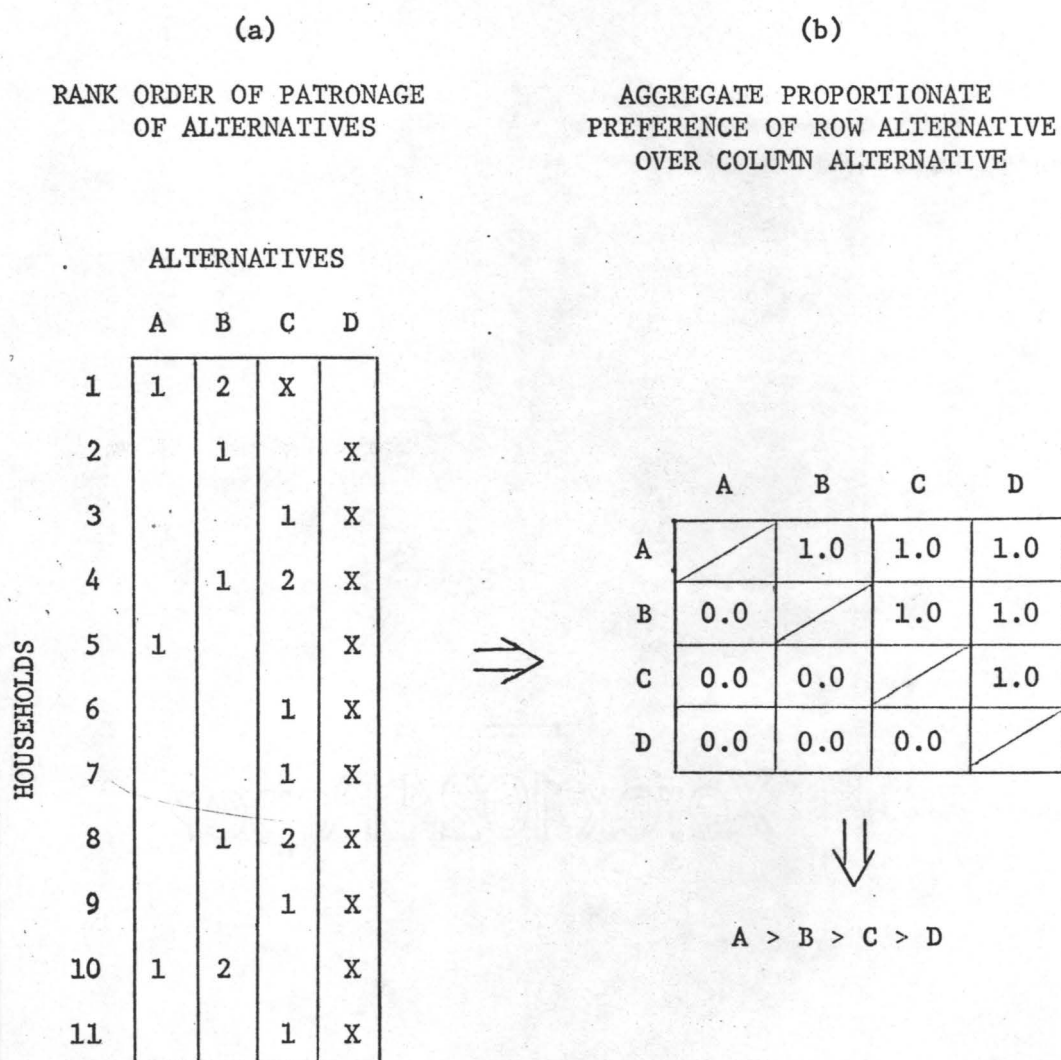 (a)
RANK ORDER OF PATRONAGE
OF ALTERNATIVES
ALTERNATIVES
A B C D
HOUSEHOLDS
1 1 2 X
2 1 X
3 1 X
4 1 2 X
5 1 X
6 1 X
7 1 X
8 1 2 X
9 1 X
10 1 2 X
11 1 X
(b)
AGGREGATE PROPORTIONATE
PREFERENCE OF ROW ALTERNATIVE
OVER COLUMN ALTERNATIVE
A B C D
A 1.0 1.0 1.0
B 0.0 1.0 1.0
C 0.0 0.0 1.0
D 0.0 0.0 0.0
A > B > C > D